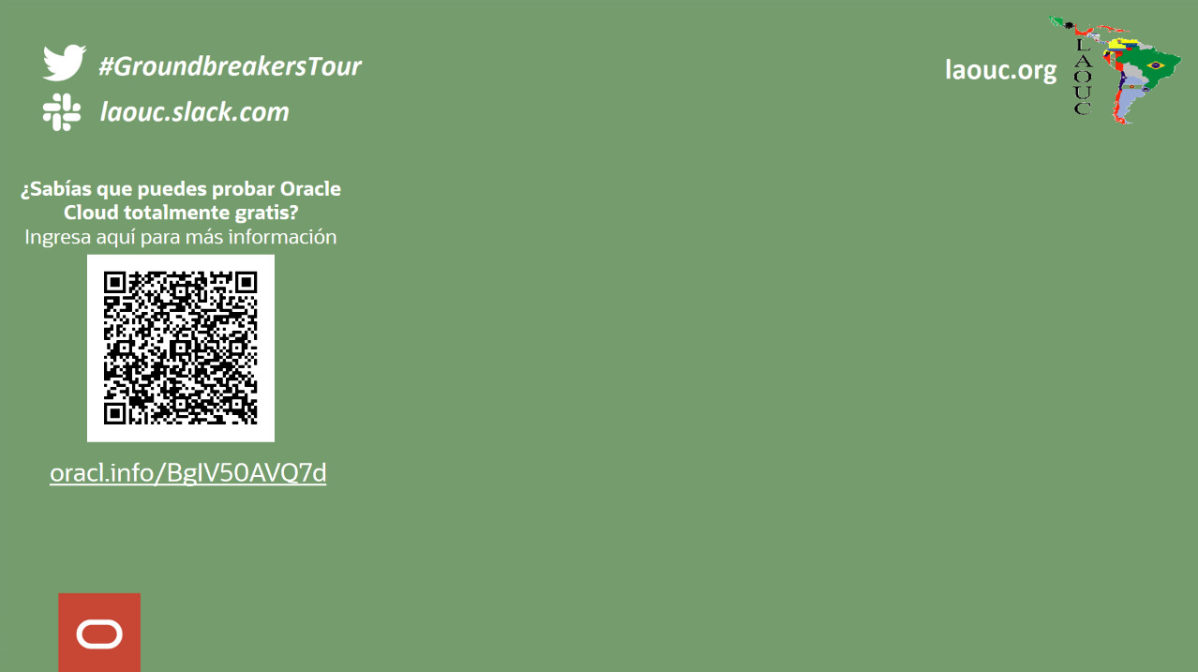 #GroundbreakersTour
laouc.slack.com
laouc.org
LAOUC
¿Sabías que puedes probar Oracle
Cloud totalmente gratis?
Ingresa aquí para más información
oracl.info/BgIV50AVQ7d